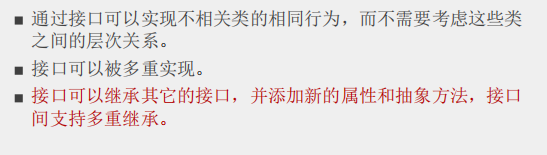 ■ 通过接口可以实现不相关类的相同行为，而不需要考虑这些类
之间的层次关系。
■ 接口可以被多重实现。
■ 接口可以继承其它的接口，并添加新的属性和抽象方法，接口
间支持多重继承。